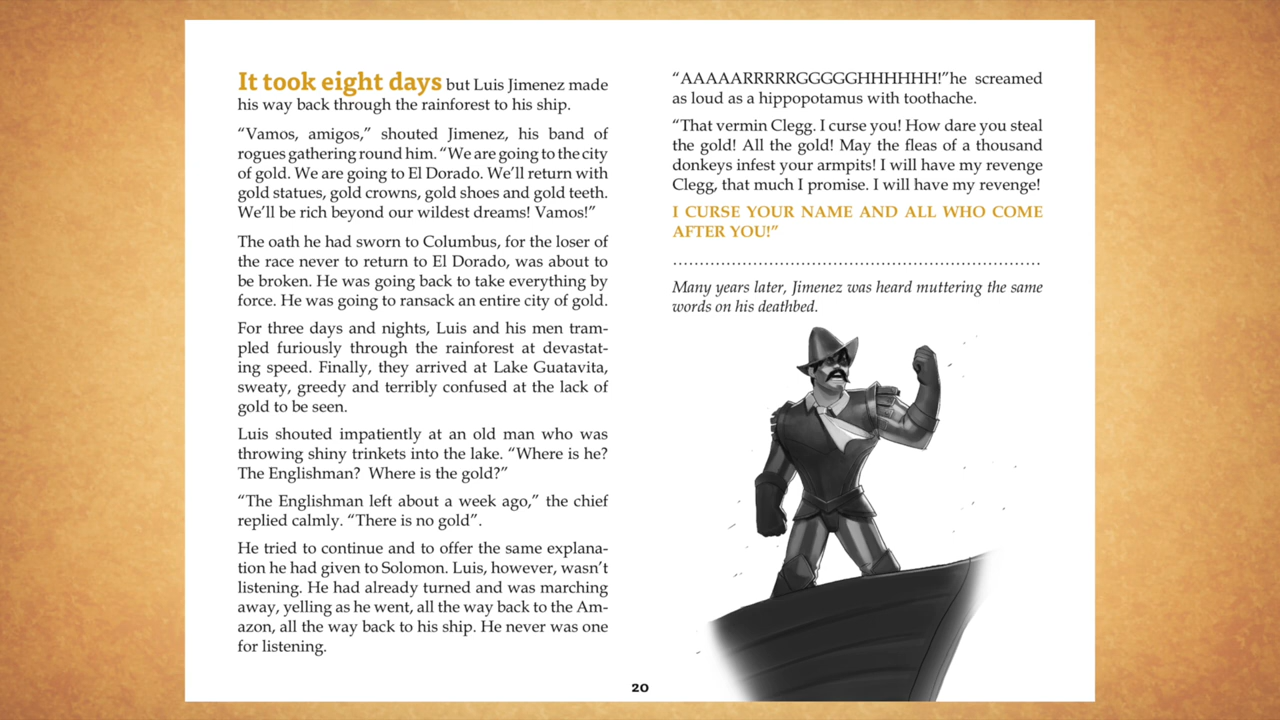 It took eight days but Luis Jimenez made
his way back through the rainforest to his ship.
“Vamos, amigos,” shouted Jimenez, his band of
rogues gathering round him. “We are going to the city
of gold. We are going to El Dorado. We’ll return with
gold statues, gold crowns, gold shoes and gold teeth.
We’ll be rich beyond our wildest dreams! Vamos!”
The oath he had sworn to Columbus, for the loser of
the race never to return to El Dorado, was about to
be broken. He was going back to take everything by
force. He was going to ransack an entire city of gold.
For three days and nights, Luis and his men tram-
pled furiously through the rainforest at devastat-
ing speed. Finally, they arrived at Lake Guatavita,
sweaty, greedy and terribly confused at the lack of
gold to be seen.
Luis shouted impatiently at an old man who was
throwing shiny trinkets into the lake. “Where is he?
The Englishman? Where is the gold?”
“The Englishman left about a week ago,” the chief
replied calmly. “There is no gold”.
He tried to continue and to offer the same explana-
tion he had given to Solomon. Luis, however, wasn’t
listening. He had already turned and was marching
away, yelling as he went, all the way back to the Am-
azon, all the way back to his ship. He never was one
for listening.
“AAAAARRRRRGGGGGHHHHHH!”he screamed
as loud as a hippopotamus with toothache.
“That vermin Clegg. I curse you! How dare you steal
the gold! All the gold! May the fleas of a thousand
donkeys infest your armpits! I will have my revenge
Clegg, that much I promise. I will have my revenge!
I CURSE YOUR NAME AND ALL WHO COME
AFTER YOU!”
.....................................................................
Many years later, Jimenez was heard muttering the same
words on his deathbed.
20